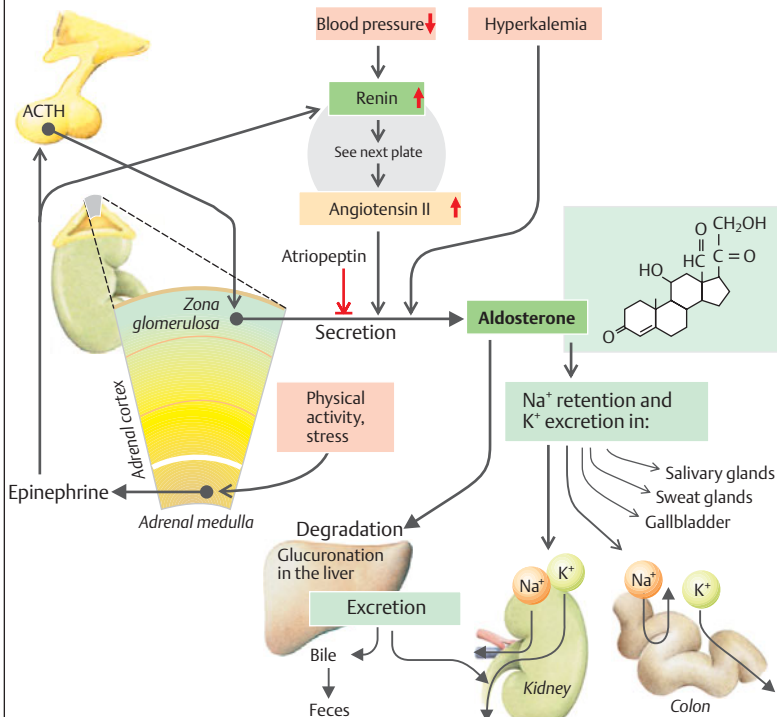 Blood pressure
Hyperkalemia
ACTH
Renin
See next plate
Angiotensin II
Atriopeptin
CH₂OH
O
HC
C = O
HO
O
Zona
glomerulosa
Secretion
Aldosterone
Adrenal cortex
Physical
activity,
stress
Na⁺ retention and
K⁺ excretion in:
Salivary glands
Sweat glands
Gallbladder
Epinephrine
Adrenal medulla
Degradation
Glucuronation
in the liver
Excretion
Bile
Feces
Na⁺
K⁺
Kidney
Na⁺
K⁺
Colon